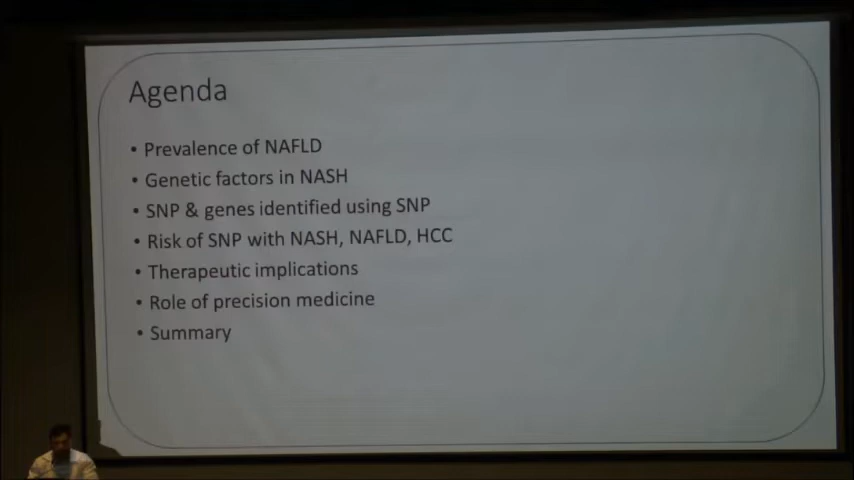 Agenda
• Prevalence of NAFLD
• Genetic factors in NASH
• SNP & genes identified using SNP
• Risk of SNP with NASH, NAFLD, HCC
• Therapeutic implications
• Role of precision medicine
• Summary